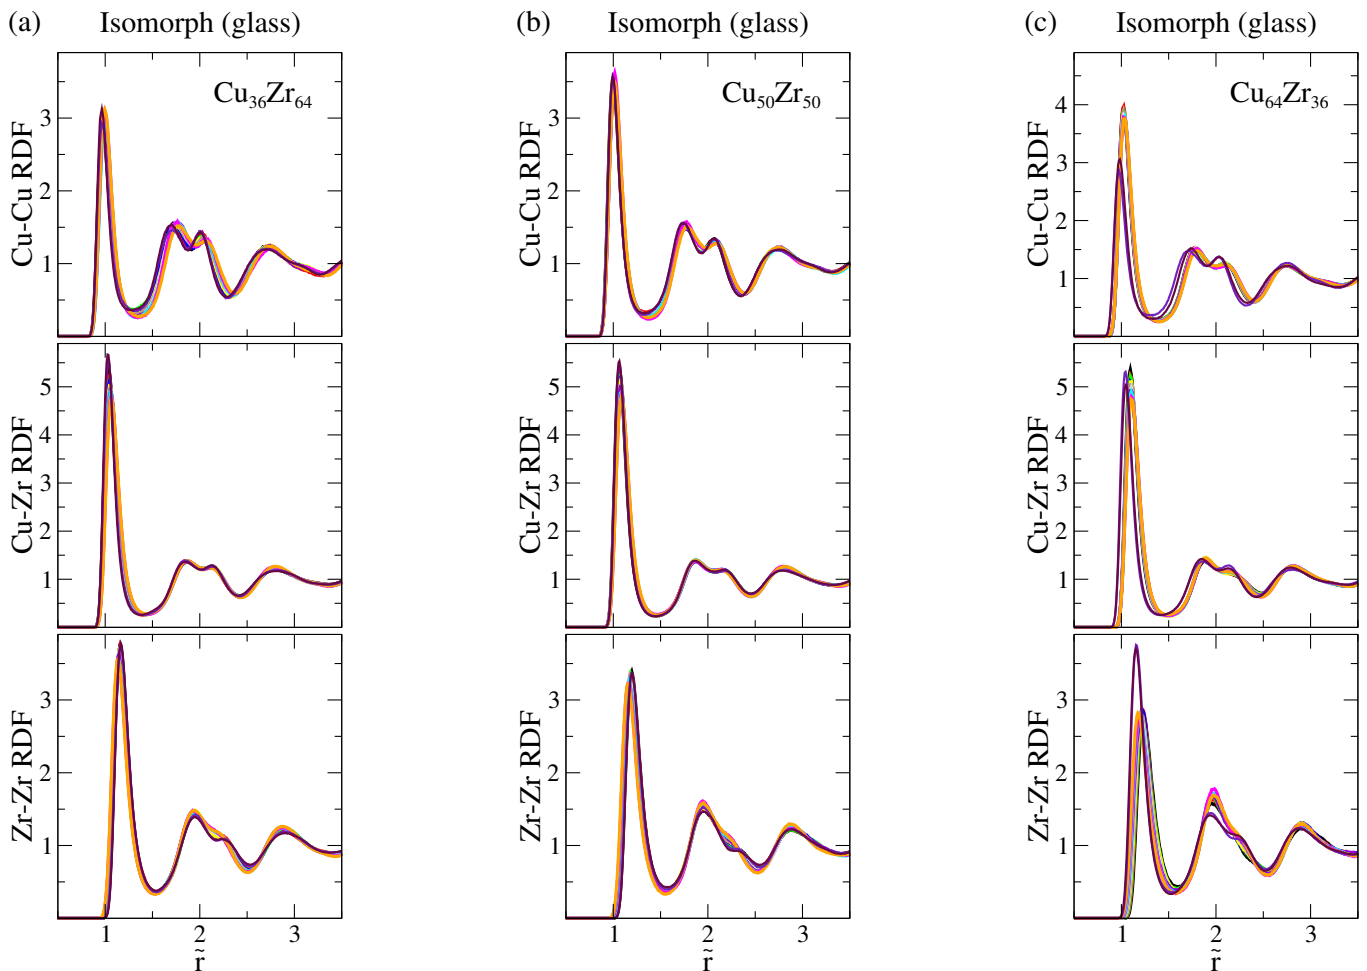 (a) Isomorph (glass)
Cu36Zr64
Cu-Cu RDF
3
2
1
Cu-Zr RDF
5
4
3
2
1
Zr-Zr RDF
3
2
1
1 2 3
r̃
(b) Isomorph (glass)
Cu50Zr50
Cu-Cu RDF
3
2
1
Cu-Zr RDF
5
4
3
2
1
Zr-Zr RDF
3
2
1
1 2 3
r̃
(c) Isomorph (glass)
Cu64Zr36
Cu-Cu RDF
4
3
2
1
Cu-Zr RDF
5
4
3
2
1
Zr-Zr RDF
3
2
1
1 2 3
r̃